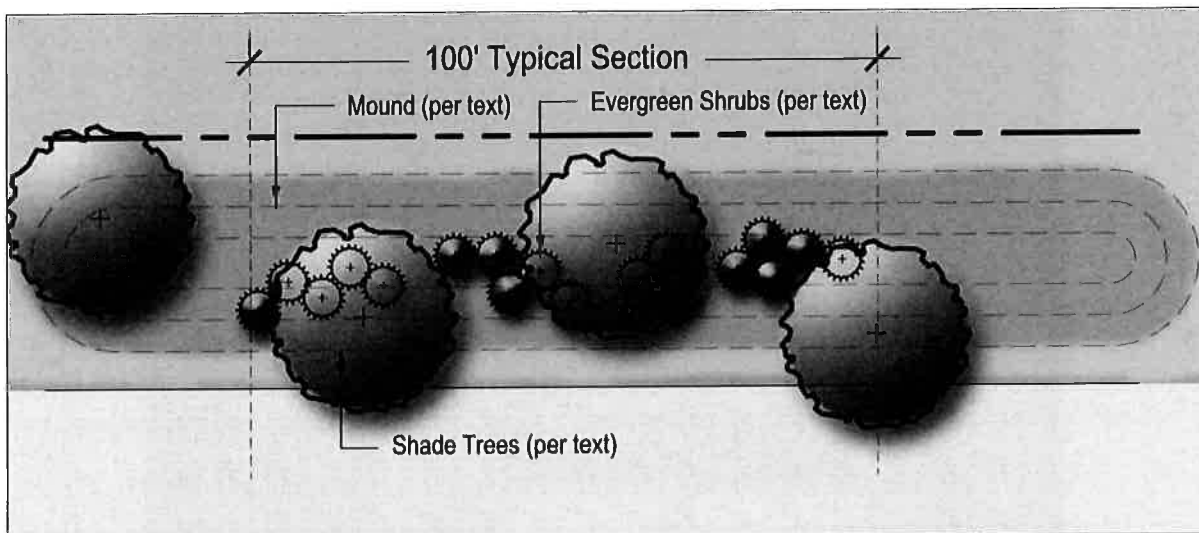 100' Typical Section
Mound (per text)
Evergreen Shrubs (per text)
Shade Trees (per text)